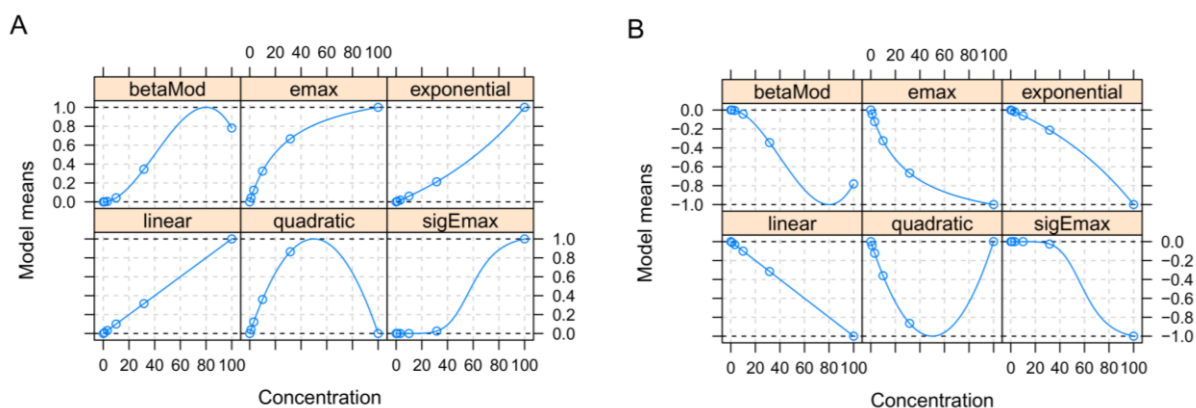 A
0 20 40 60 80 100
betaMod emax exponential
1.0
0.8
0.6
0.4
0.2
0.0
linear quadratic sigEmax
1.0
0.8
0.6
0.4
0.2
0.0
0 20 40 60 80 100 0 20 40 60 80 100
Model means
Concentration
B
0 20 40 60 80 100
betaMod emax exponential
0.0
−0.2
−0.4
−0.6
−0.8
−1.0
linear quadratic sigEmax
0.0
−0.2
−0.4
−0.6
−0.8
−1.0
0 20 40 60 80 100 0 20 40 60 80 100
Model means
Concentration